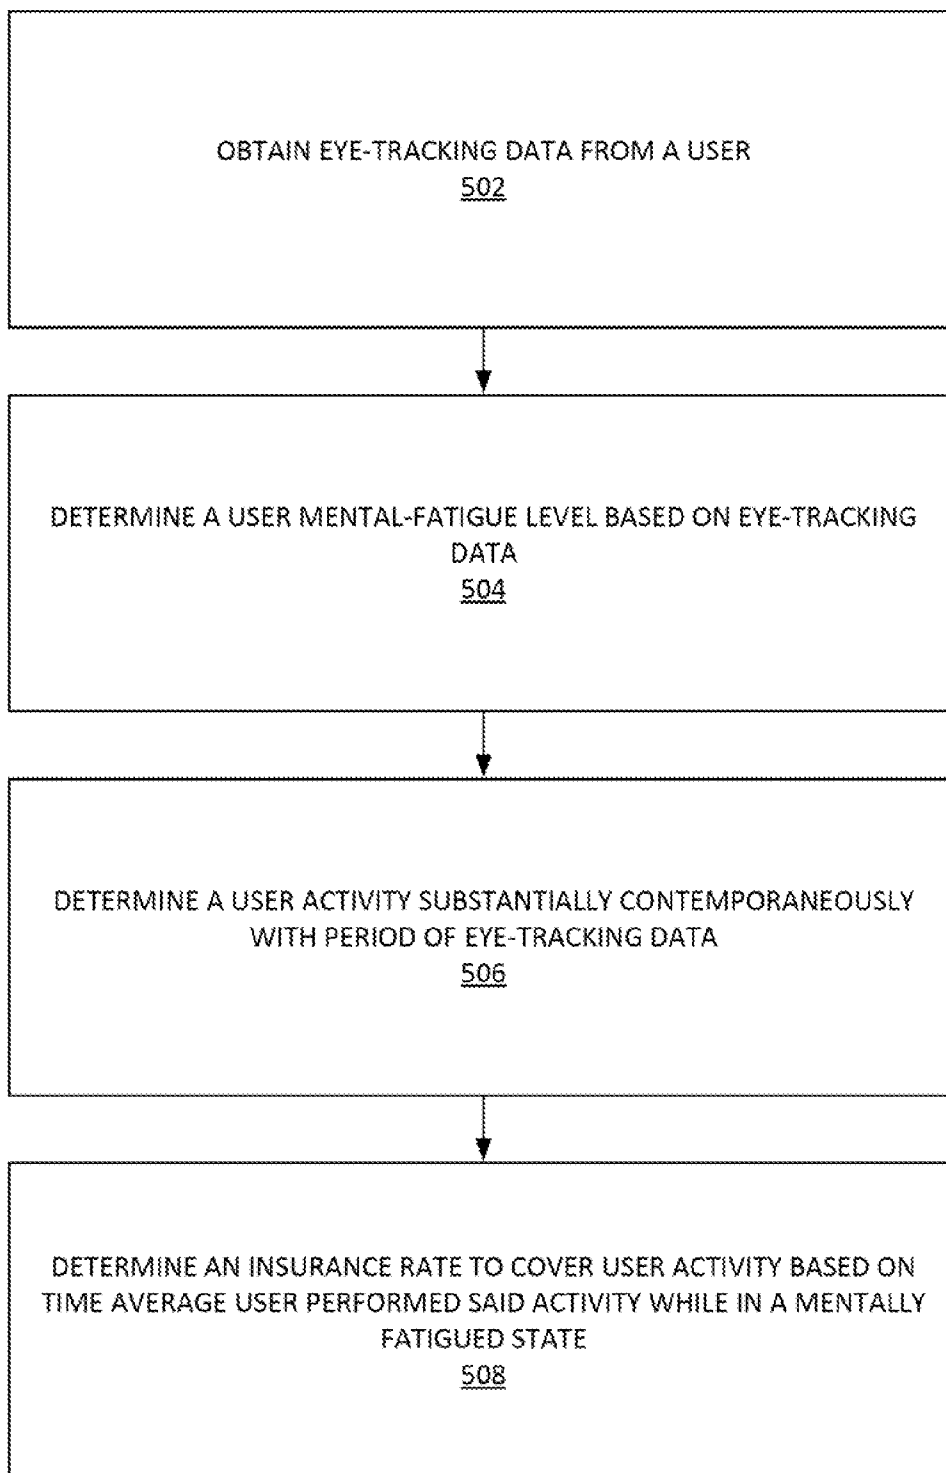 OBTAIN EYE-TRACKING DATA FROM A USER
502
DETERMINE A USER MENTAL-FATIGUE LEVEL BASED ON EYE-TRACKING
DATA
504
DETERMINE A USER ACTIVITY SUBSTANTIALLY CONTEMPORANEOUSLY
WITH PERIOD OF EYE-TRACKING DATA
506
DETERMINE AN INSURANCE RATE TO COVER USER ACTIVITY BASED ON
TIME AVERAGE USER PERFORMED SAID ACTIVITY WHILE IN A MENTALLY
FATIGUED STATE
508